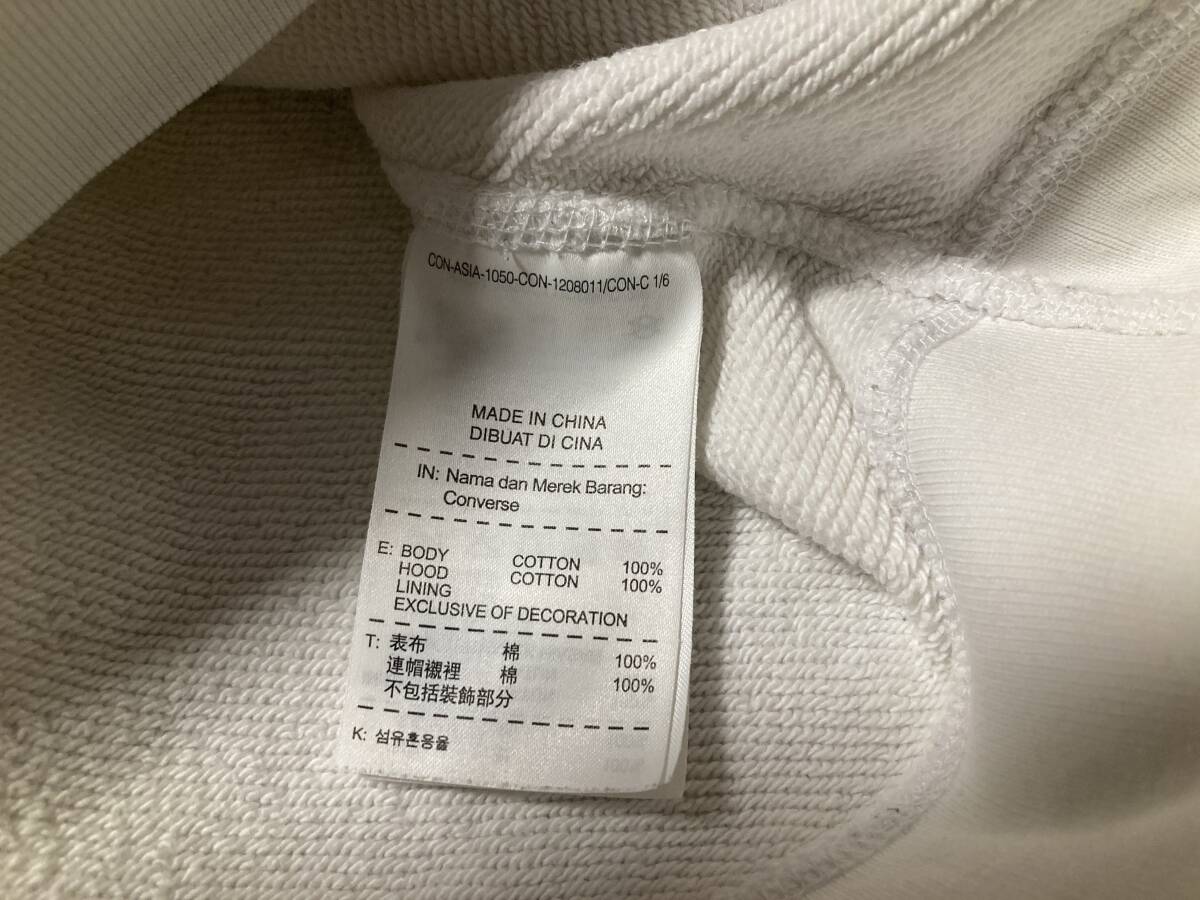 CON-ASIA-1050-CON-1208011/CON-C 1/6
MADE IN CHINA
DIBUAT DI CINA
IN: Nama dan Merek Barang:
Converse
E: BODY COTTON 100%
HOOD COTTON 100%
LINING
EXCLUSIVE OF DECORATION
T: 表布 棉 100%
連帽襯裡 棉 100%
不包括裝飾部分
K: 섬유혼용율